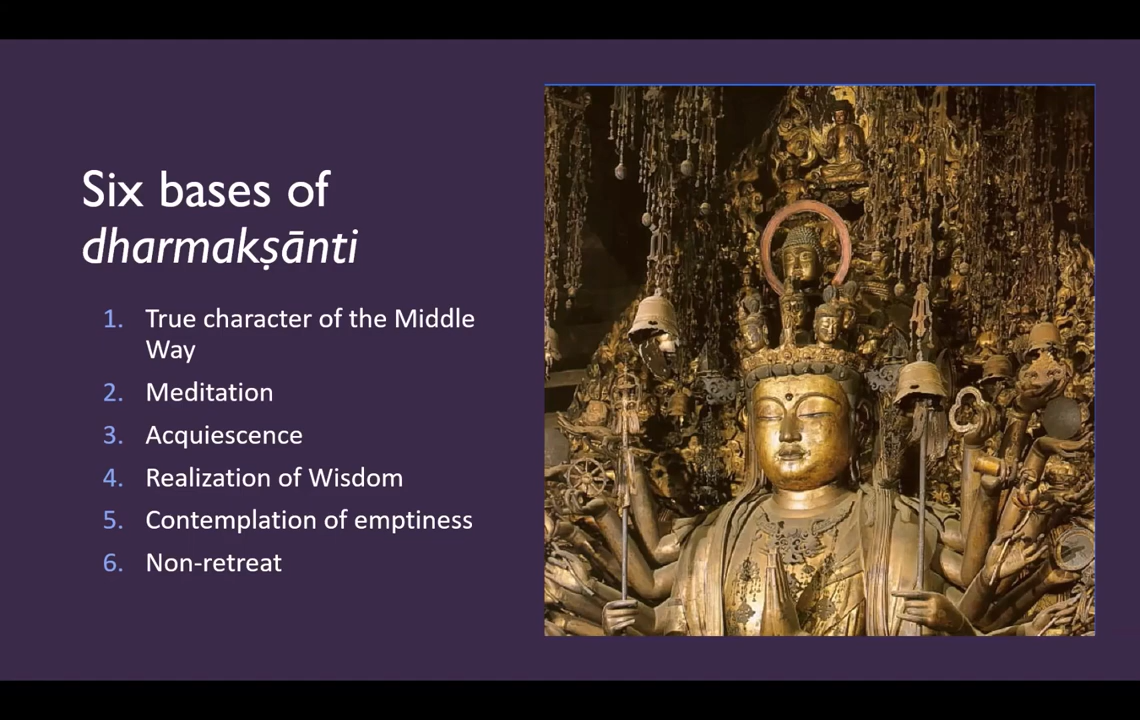 Six bases of
dharmakṣānti
1. True character of the Middle
Way
2. Meditation
3. Acquiescence
4. Realization of Wisdom
5. Contemplation of emptiness
6. Non-retreat